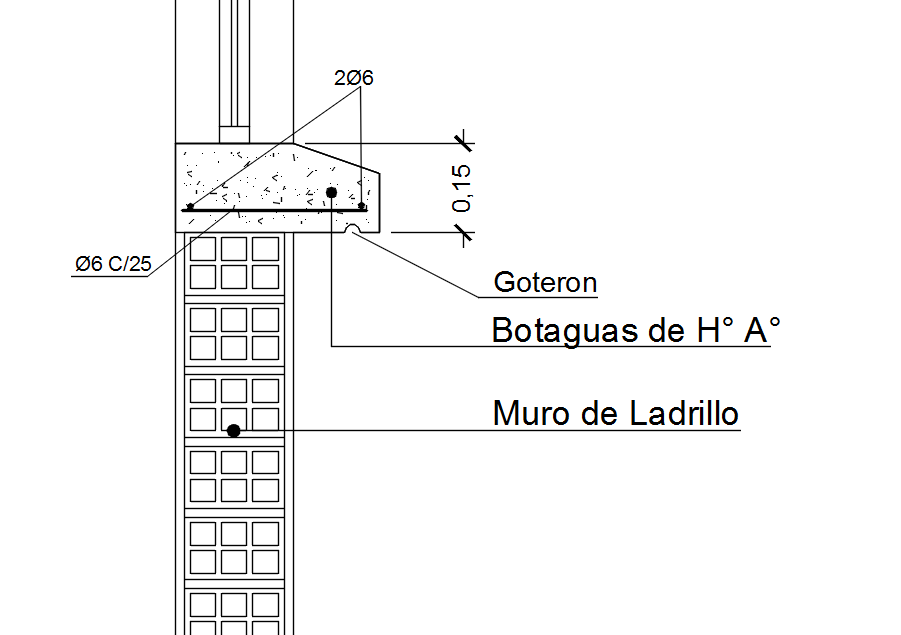 2Ø6
0,15
Ø6 C/25
Goteron
Botaguas de H° A°
Muro de Ladrillo